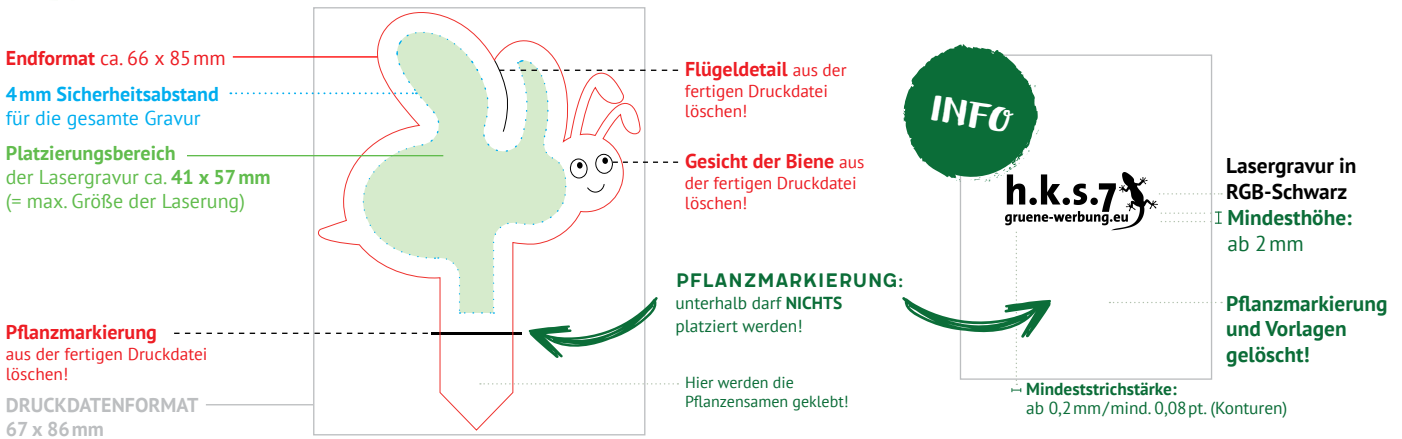 Endformat ca. 66 x 85 mm
4 mm Sicherheitsabstand
für die gesamte Gravur
Platzierungsbereich
der Lasergravur ca. 41 x 57 mm
(= max. Größe der Laserung)
Pflanzmarkierung
aus der fertigen Druckdatei
löschen!
DRUCKDATENFORMAT
67 x 86 mm
Flügeldetail aus der
fertigen Druckdatei
löschen!
Gesicht der Biene aus
der fertigen Druckdatei
löschen!
PFLANZMARKIERUNG:
unterhalb darf NICHTS
platziert werden!
Hier werden die
Pflanzensamen geklebt!
INFO
h.k.s.7
gruene-werbung.eu
Lasergravur in
RGB-Schwarz
Mindesthöhe:
ab 2 mm
Pflanzmarkierung
und Vorlagen
gelöscht!
Mindeststrichstärke:
ab 0,2 mm/mind. 0,08 pt. (Konturen)